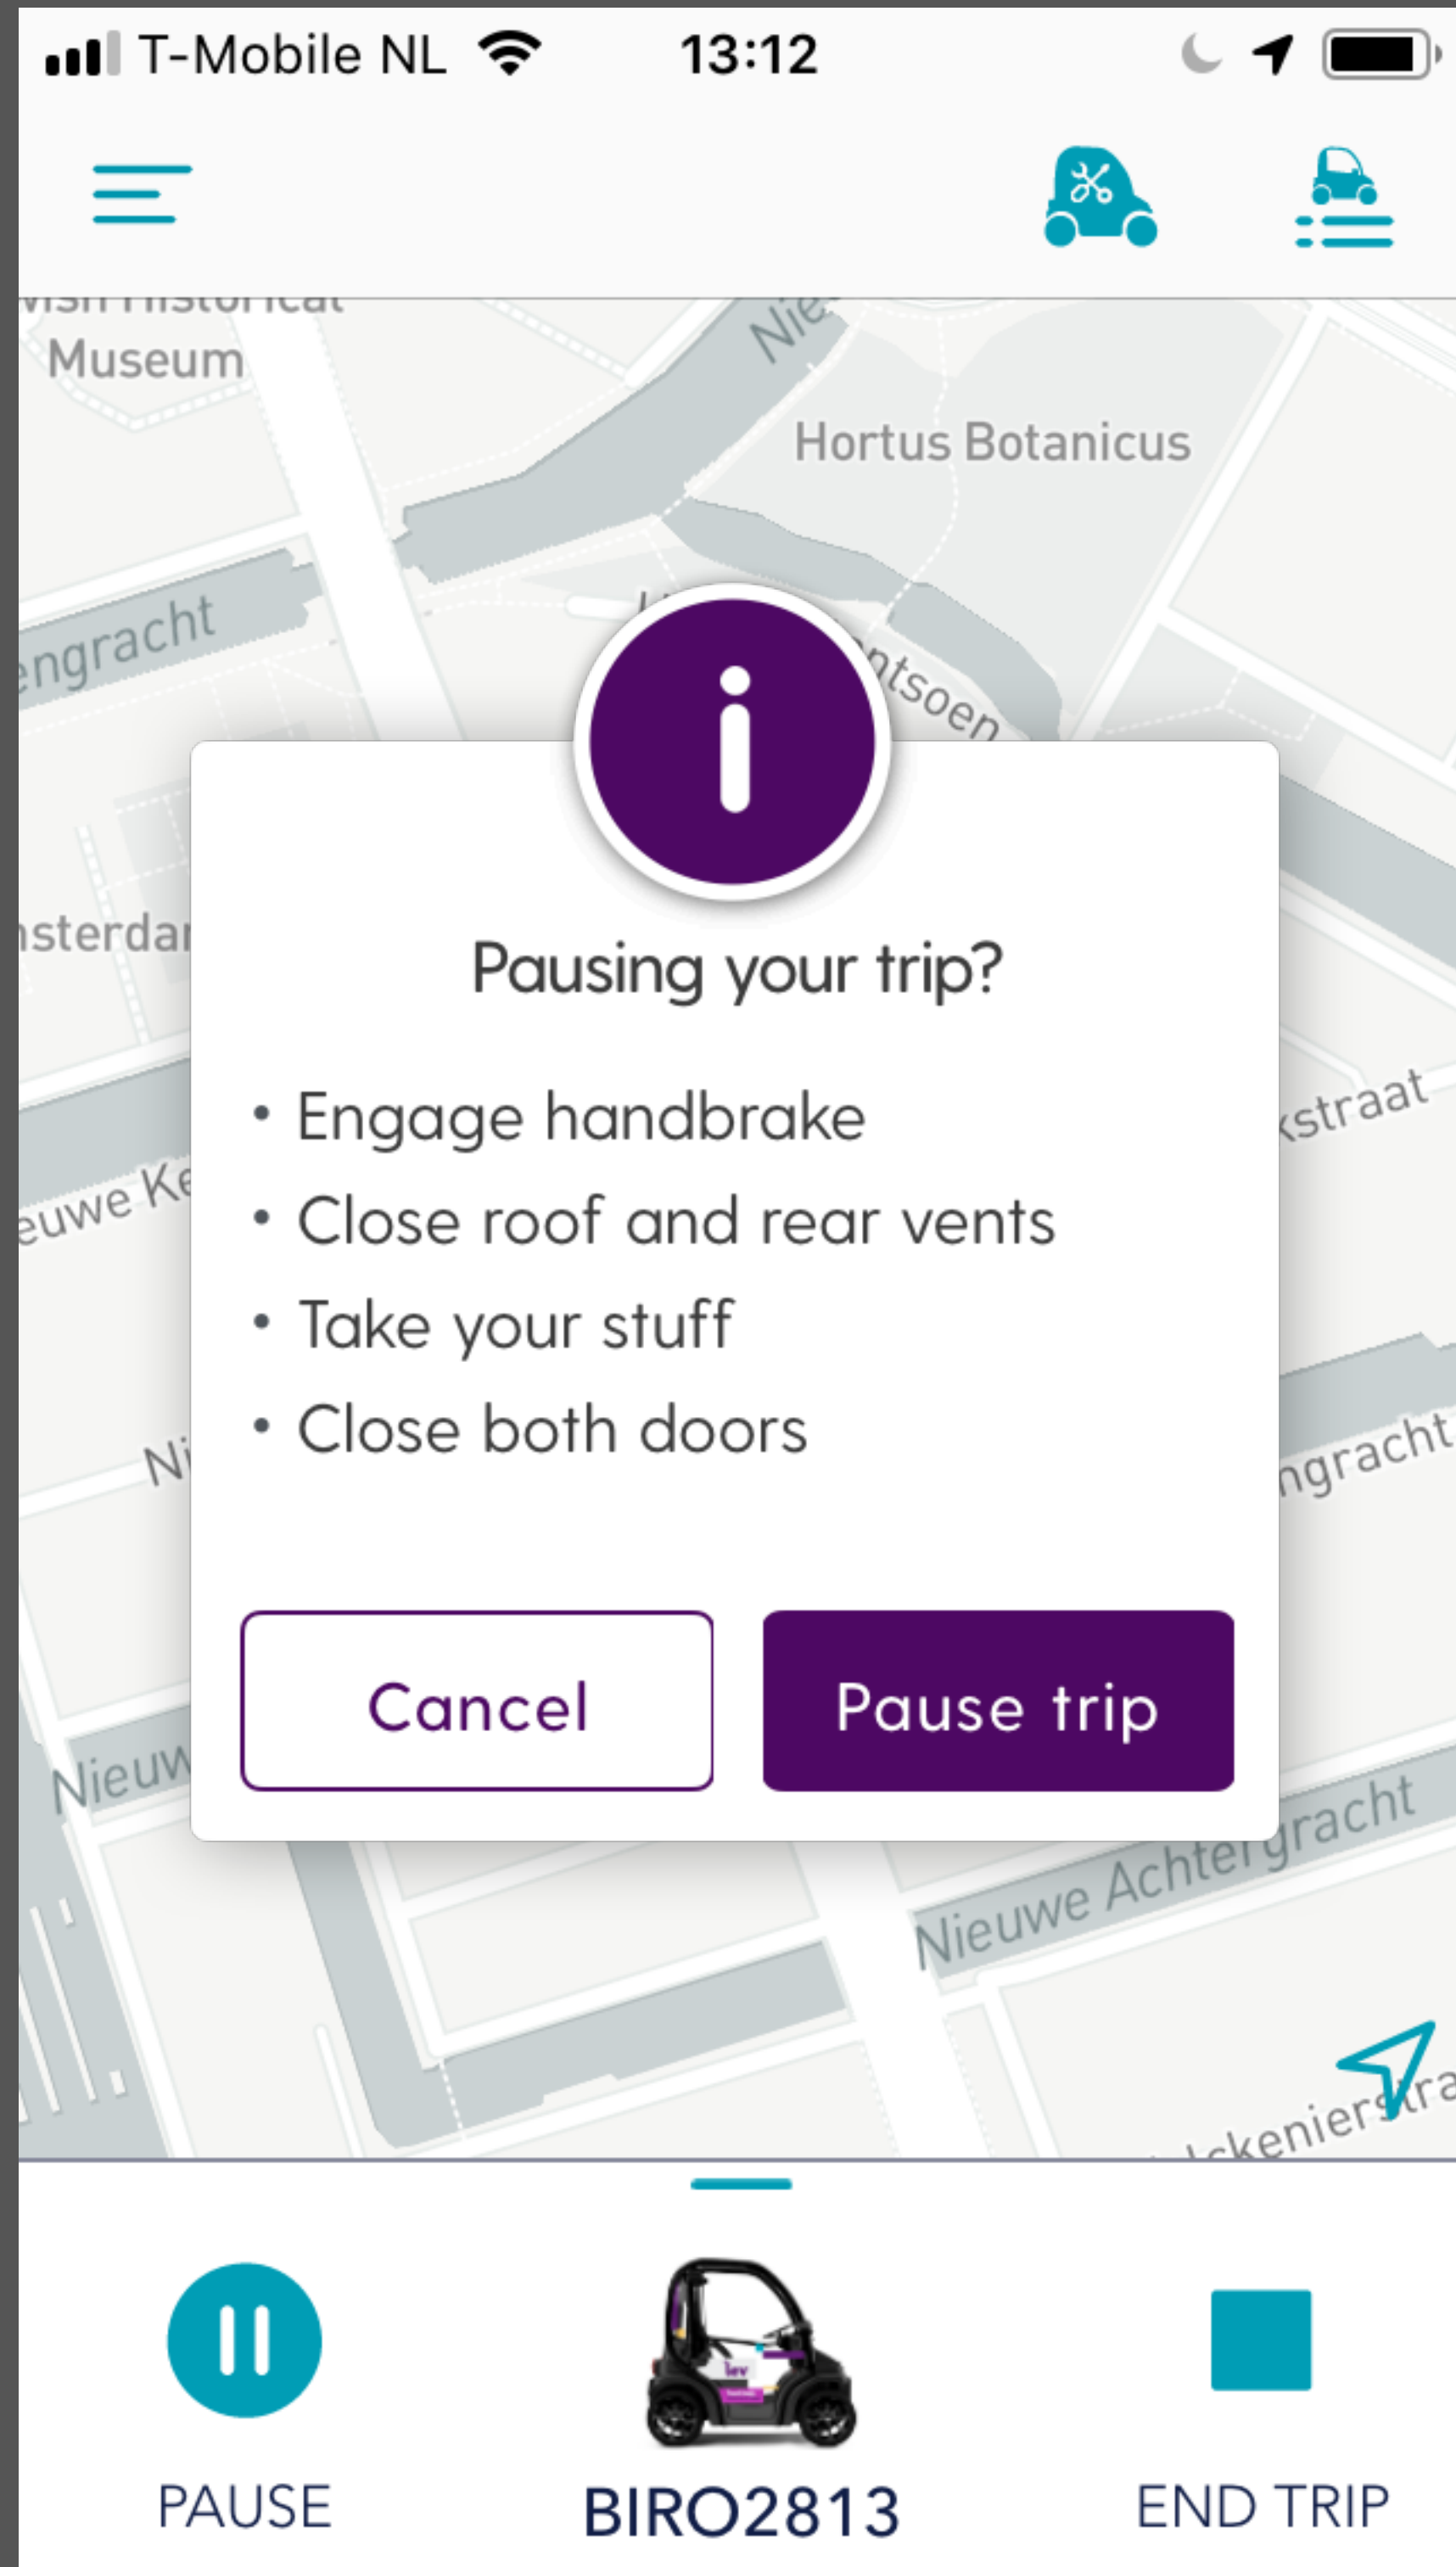 T-Mobile NL 13:12
Museum
Hortus Botanicus
Pausing your trip?
• Engage handbrake
• Close roof and rear vents
• Take your stuff
• Close both doors
Cancel Pause trip
Nieuwe Achtergracht
lev
PAUSE BIRO2813 END TRIP